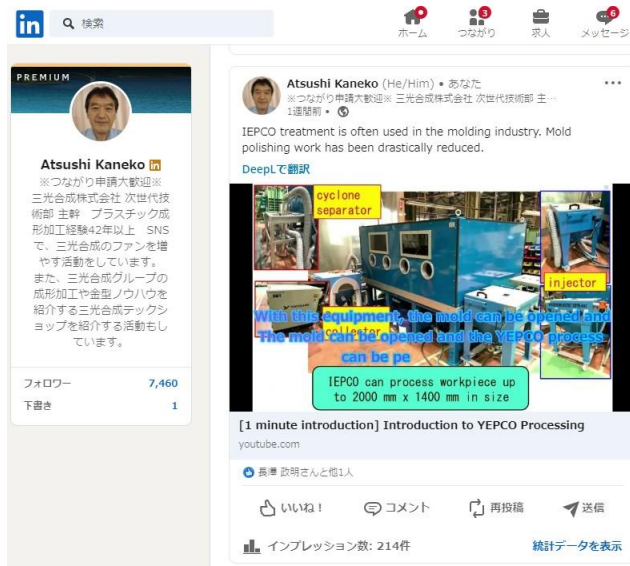 in
検索
ホーム
3
つながり
求人
6
メッセージ
PREMIUM
Atsushi Kaneko in
※つながり申請大歓迎※
三光合成株式会社 次世代技
術部 主幹 プラスチック成
形加工経験42年以上 SNS
で、三光合成のファンを増
やす活動をしています。
また、三光合成グループの
成形加工や金型ノウハウを
紹介する三光合成テックシ
ョップを紹介する活動もし
ています。
フォロワー 7,460
下書き 1
Atsushi Kaneko (He/Him) • あなた
※つながり申請大歓迎※ 三光合成株式会社 次世代技術部 主…
1週間前 •
IEPCO treatment is often used in the molding industry. Mold
polishing work has been drastically reduced.
DeepLで翻訳
cyclone
separator
injector
collector
With this equipment, the mold can be opened and
The mold can be opened and the YEPCO process
can be pe
IEPCO can process workpiece up
to 2000 mm x 1400 mm in size
[1 minute introduction] Introduction to YEPCO Processing
youtube.com
長澤 政明さんと他1人
いいね！
コメント
再投稿
送信
インプレッション数: 214件
統計データを表示